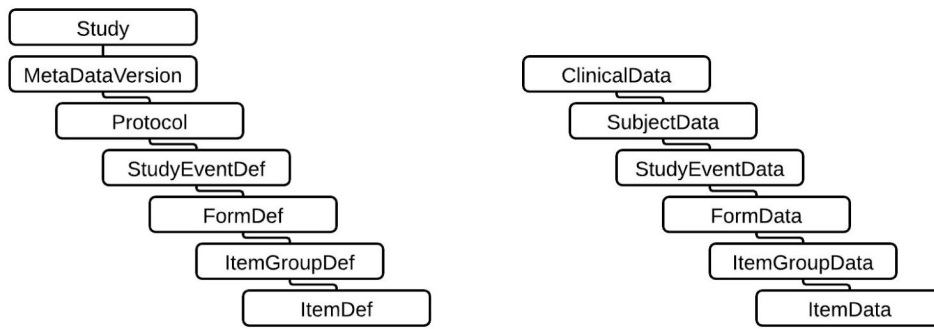 Study
MetaDataVersion
Protocol
StudyEventDef
FormDef
ItemGroupDef
ItemDef
ClinicalData
SubjectData
StudyEventData
FormData
ItemGroupData
ItemData